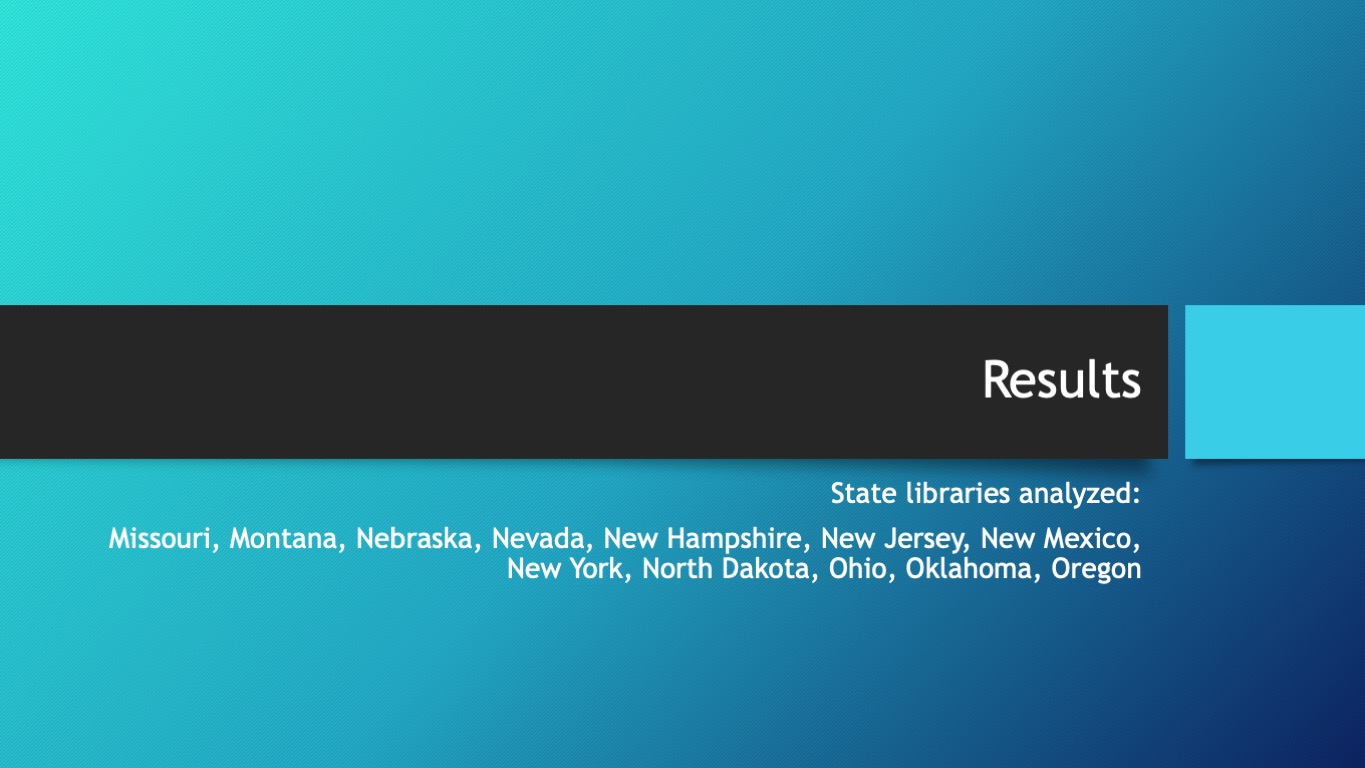 Results
State libraries analyzed:
Missouri, Montana, Nebraska, Nevada, New Hampshire, New Jersey, New Mexico,
New York, North Dakota, Ohio, Oklahoma, Oregon